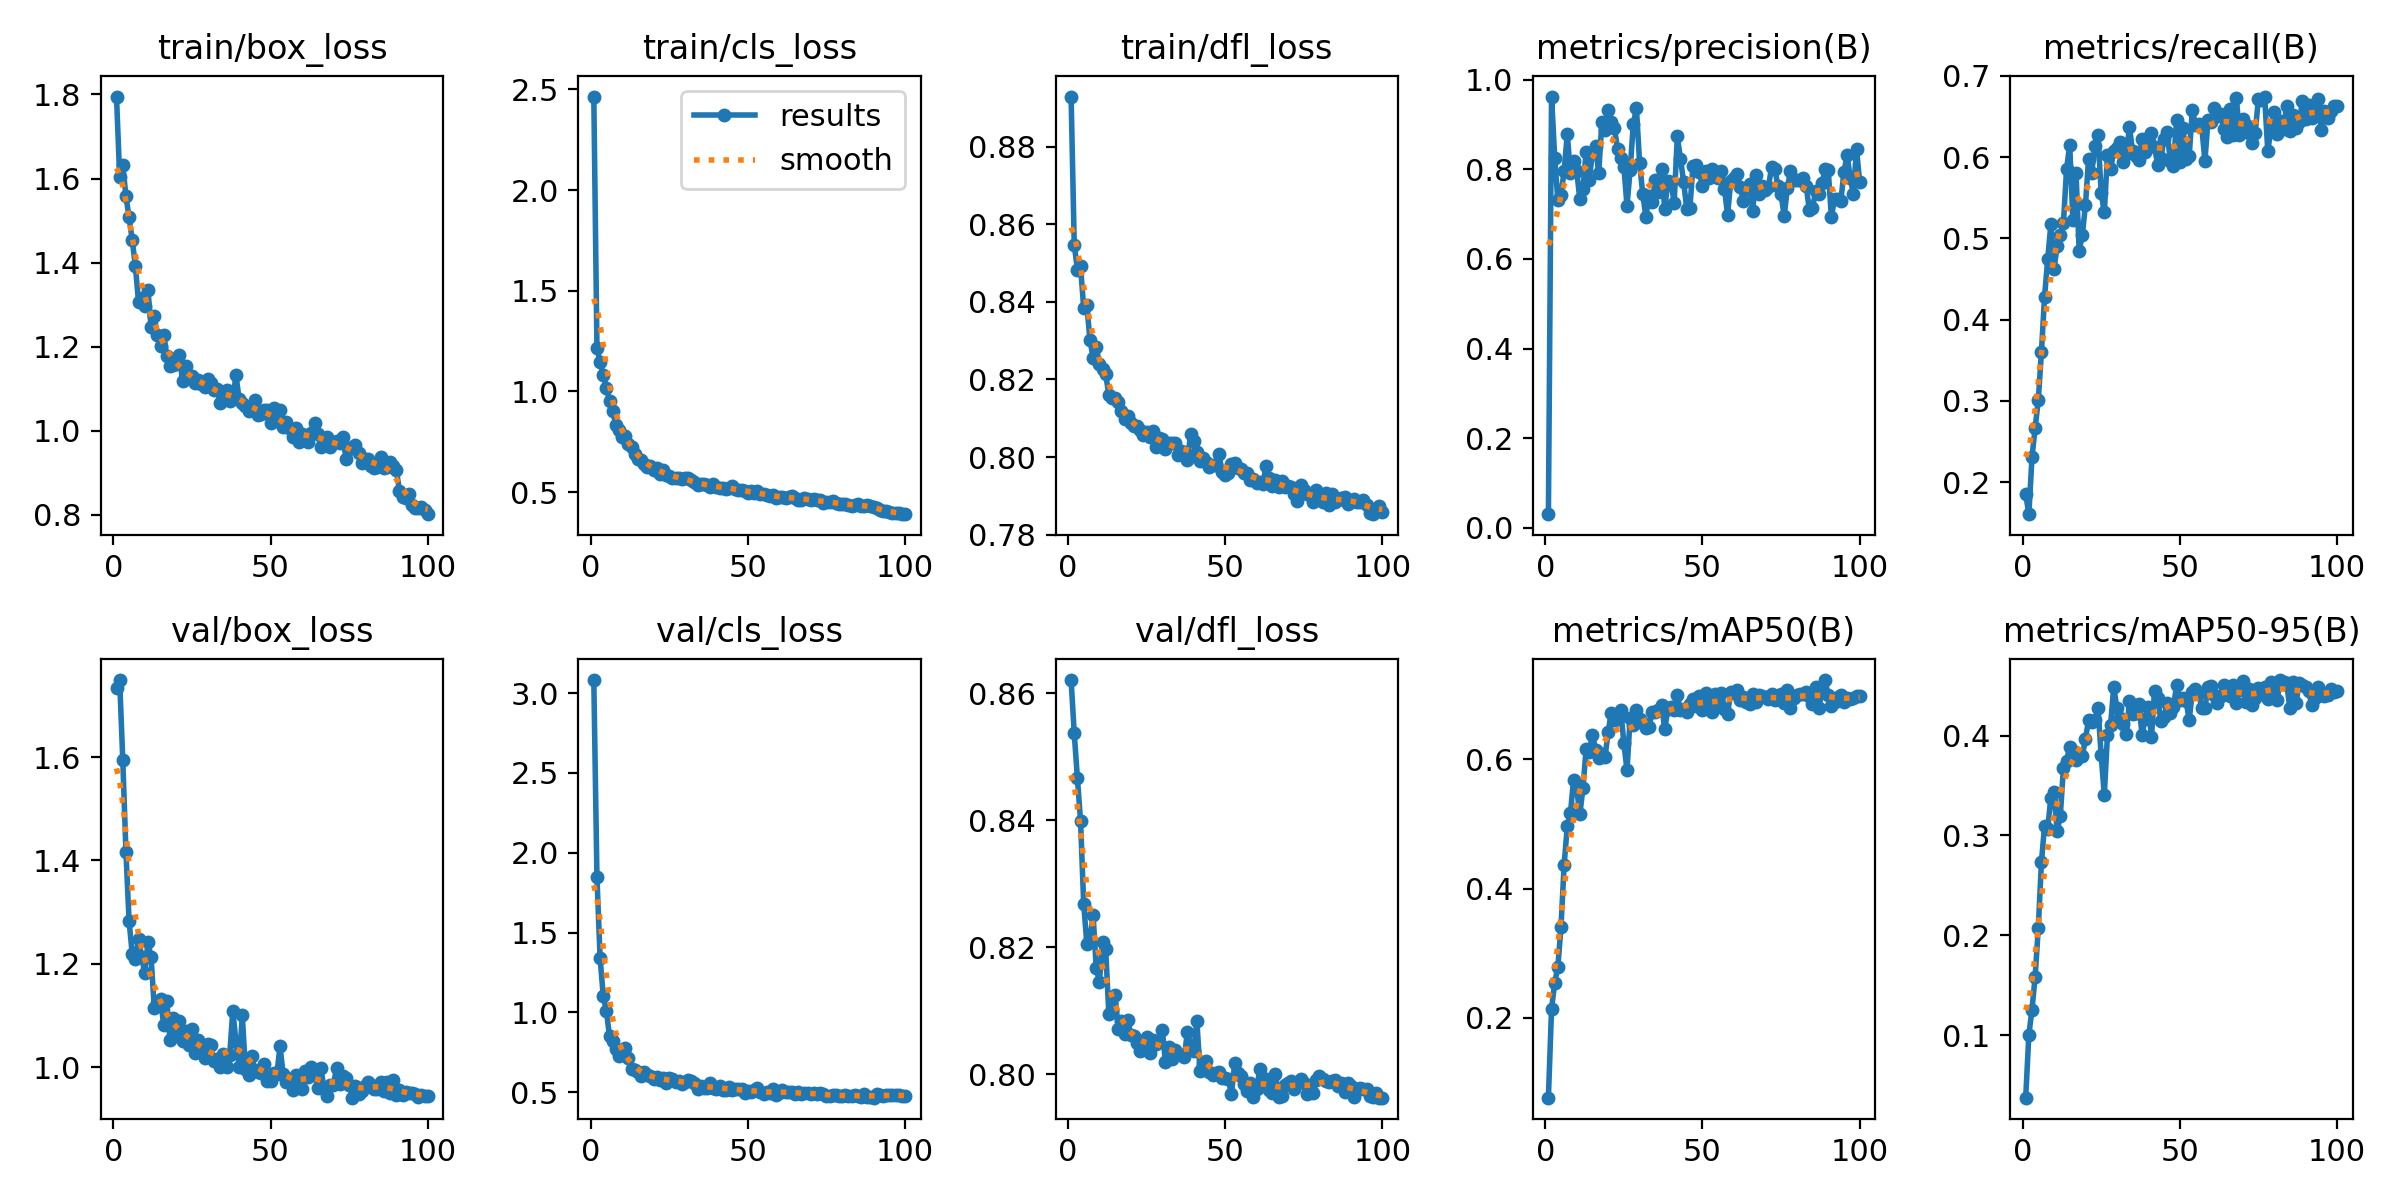 train/box_loss
1.8
1.6
1.4
1.2
1.0
0.8
0 50 100
train/cls_loss
results
smooth
2.5
2.0
1.5
1.0
0.5
0 50 100
train/dfl_loss
0.88
0.86
0.84
0.82
0.80
0.78
0 50 100
metrics/precision(B)
1.0
0.8
0.6
0.4
0.2
0.0
0 50 100
metrics/recall(B)
0.7
0.6
0.5
0.4
0.3
0.2
0 50 100
val/box_loss
1.6
1.4
1.2
1.0
0 50 100
val/cls_loss
3.0
2.5
2.0
1.5
1.0
0.5
0 50 100
val/dfl_loss
0.86
0.84
0.82
0.80
0 50 100
metrics/mAP50(B)
0.6
0.4
0.2
0 50 100
metrics/mAP50-95(B)
0.4
0.3
0.2
0.1
0 50 100